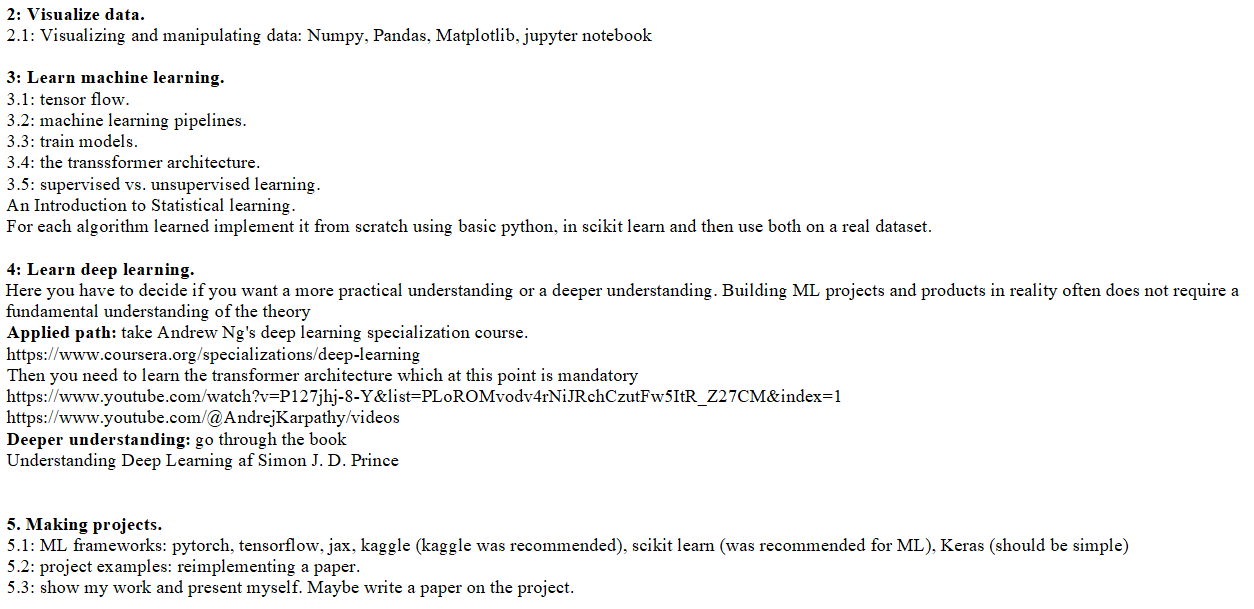 2: Visualize data.
2.1: Visualizing and manipulating data: Numpy, Pandas, Matplotlib, jupyter notebook
3: Learn machine learning.
3.1: tensor flow.
3.2: machine learning pipelines.
3.3: train models.
3.4: the transsformer architecture.
3.5: supervised vs. unsupervised learning.
An Introduction to Statistical learning.
For each algorithm learned implement it from scratch using basic python, in scikit learn and then use both on a real dataset.
4: Learn deep learning.
Here you have to decide if you want a more practical understanding or a deeper understanding. Building ML projects and products in reality often does not require a
fundamental understanding of the theory
Applied path: take Andrew Ng's deep learning specialization course.
https://www.coursera.org/specializations/deep-learning
Then you need to learn the transformer architecture which at this point is mandatory
https://www.youtube.com/watch?v=P127jhj-8-Y&list=PLoROMvodv4rNiJRchCzutFw5ItR_Z27CM&index=1
https://www.youtube.com/@AndrejKarpathy/videos
Deeper understanding: go through the book
Understanding Deep Learning af Simon J. D. Prince
5. Making projects.
5.1: ML frameworks: pytorch, tensorflow, jax, kaggle (kaggle was recommended), scikit learn (was recommended for ML), Keras (should be simple)
5.2: project examples: reimplementing a paper.
5.3: show my work and present myself. Maybe write a paper on the project.